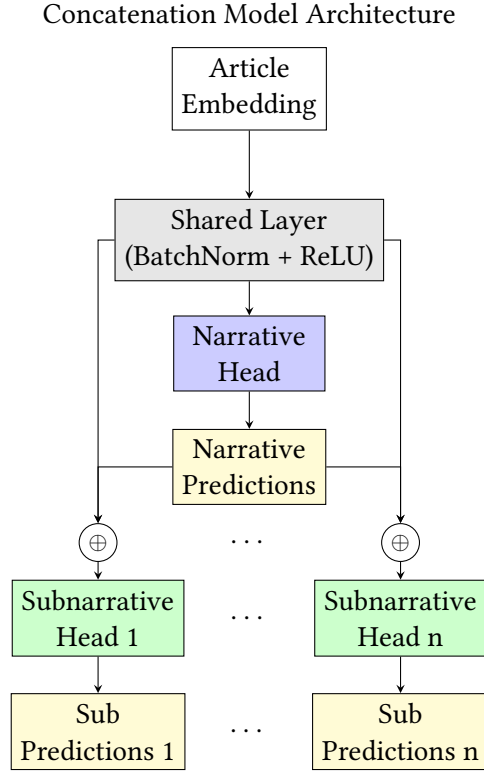 Concatenation Model Architecture
Article
Embedding
Shared Layer
(BatchNorm + ReLU)
Narrative
Head
Narrative
Predictions
⊕
. . .
⊕
Subnarrative
Head 1
. . .
Subnarrative
Head n
Sub
Predictions 1
. . .
Sub
Predictions n